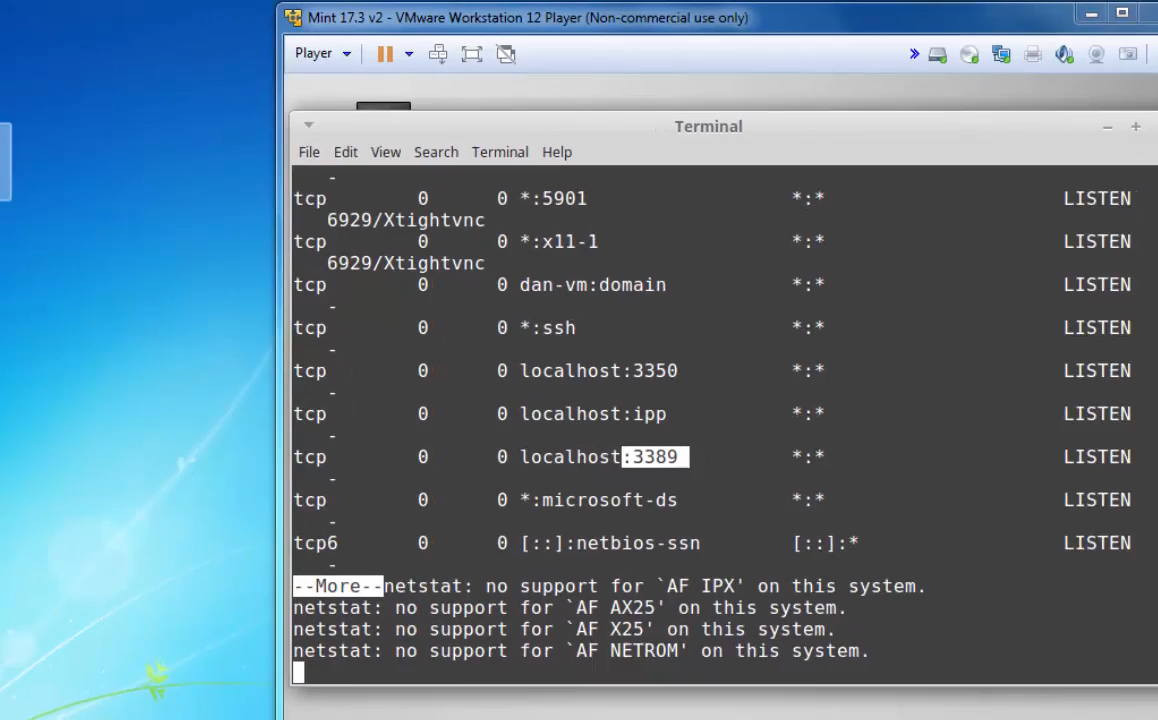 Mint 17.3 v2 - VMware Workstation 12 Player (Non-commercial use only)
Player
Terminal
File Edit View Search Terminal Help
-
tcp 0 0 *:5901 *:* LISTEN
6929/Xtightvnc
tcp 0 0 *:x11-1 *:* LISTEN
6929/Xtightvnc
tcp 0 0 dan-vm:domain *:* LISTEN
-
tcp 0 0 *:ssh *:* LISTEN
-
tcp 0 0 localhost:3350 *:* LISTEN
-
tcp 0 0 localhost:ipp *:* LISTEN
-
tcp 0 0 localhost:3389 *:* LISTEN
-
tcp 0 0 *:microsoft-ds *:* LISTEN
-
tcp6 0 0 [::]:netbios-ssn [::]:* LISTEN
-
--More--netstat: no support for `AF IPX' on this system.
netstat: no support for `AF AX25' on this system.
netstat: no support for `AF X25' on this system.
netstat: no support for `AF NETROM' on this system.